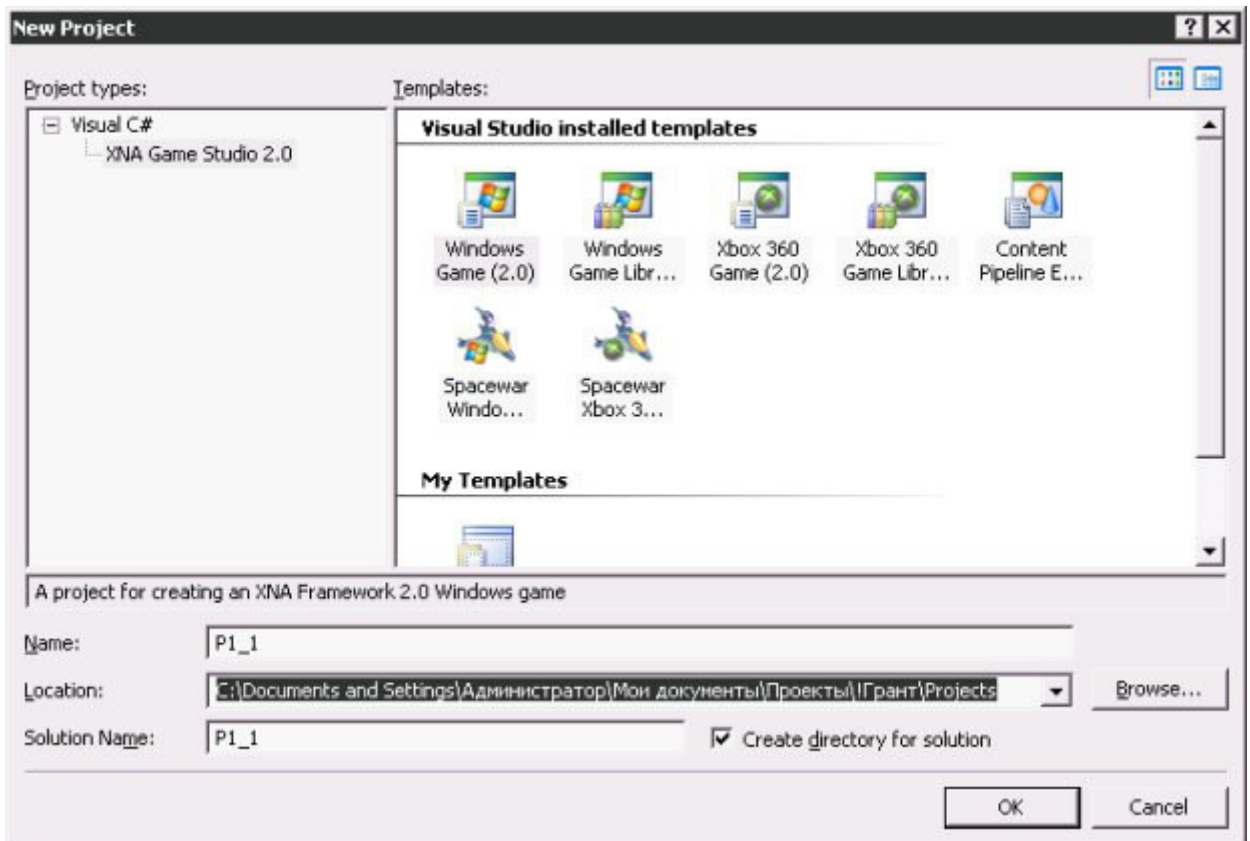 New Project
Project types:
Templates:
Visual C#
XNA Game Studio 2.0
Visual Studio installed templates
Windows Game (2.0)
Windows Game Libr...
Xbox 360 Game (2.0)
Xbox 360 Game Libr...
Content Pipeline E...
Spacewar Windo...
Spacewar Xbox 3...
My Templates
A project for creating an XNA Framework 2.0 Windows game
Name:
P1_1
Location:
C:\Documents and Settings\Администратор\Мои документы\Проекты\!Грант\Projects
Browse...
Solution Name:
P1_1
Create directory for solution
OK
Cancel